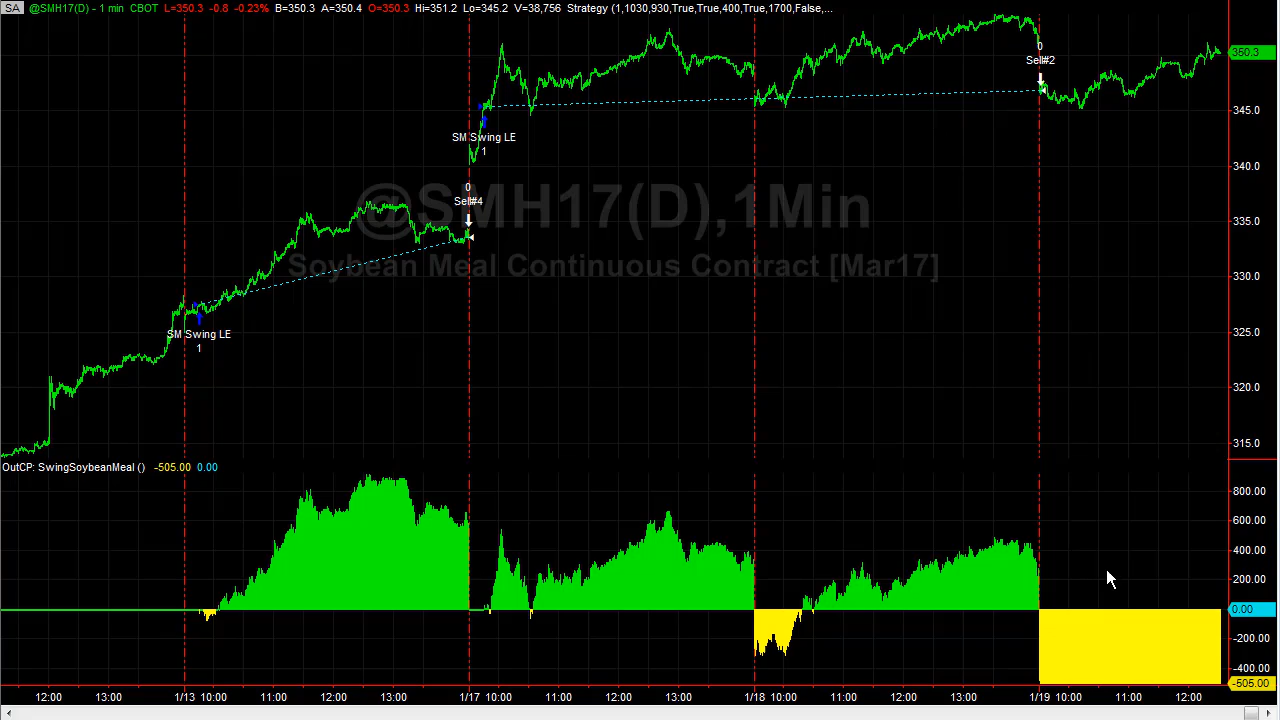 SA @SMH17(D) - 1 min CBOT L=350.3 -0.8 -0.23% B=350.3 A=350.4 O=350.3 Hi=351.2 Lo=345.2 V=38,756 Strategy (1,1030,930,True,True,400,True,1700,False,...
0
Sell#2
350.3
345.0
SM Swing LE
1
340.0
0
Sell#4
@SMH17(D),1Min
335.0
Soybean Meal Continuous Contract [Mar17]
330.0
325.0
SM Swing LE
1
320.0
315.0
OutCP: SwingSoybeanMeal () -505.00 0.00
800.00
600.00
400.00
200.00
0.00
-200.00
-400.00
-505.00
12:00 13:00 1/13 10:00 11:00 12:00 13:00 1/17 10:00 11:00 12:00 13:00 1/18 10:00 11:00 12:00 13:00 1/19 10:00 11:00 12:00